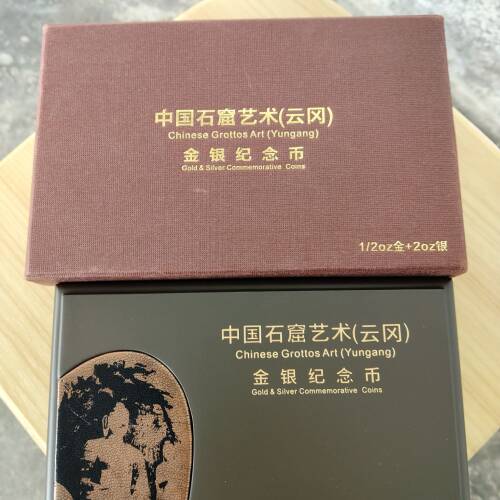 中国石窟艺术(云冈)
Chinese Grottos Art (Yungang)
金银纪念币
Gold & Silver Commemorative Coins
1/2oz金+2oz银
中国石窟艺术(云冈)
Chinese Grottos Art (Yungang)
金银纪念币
Gold & Silver Commemorative Coins